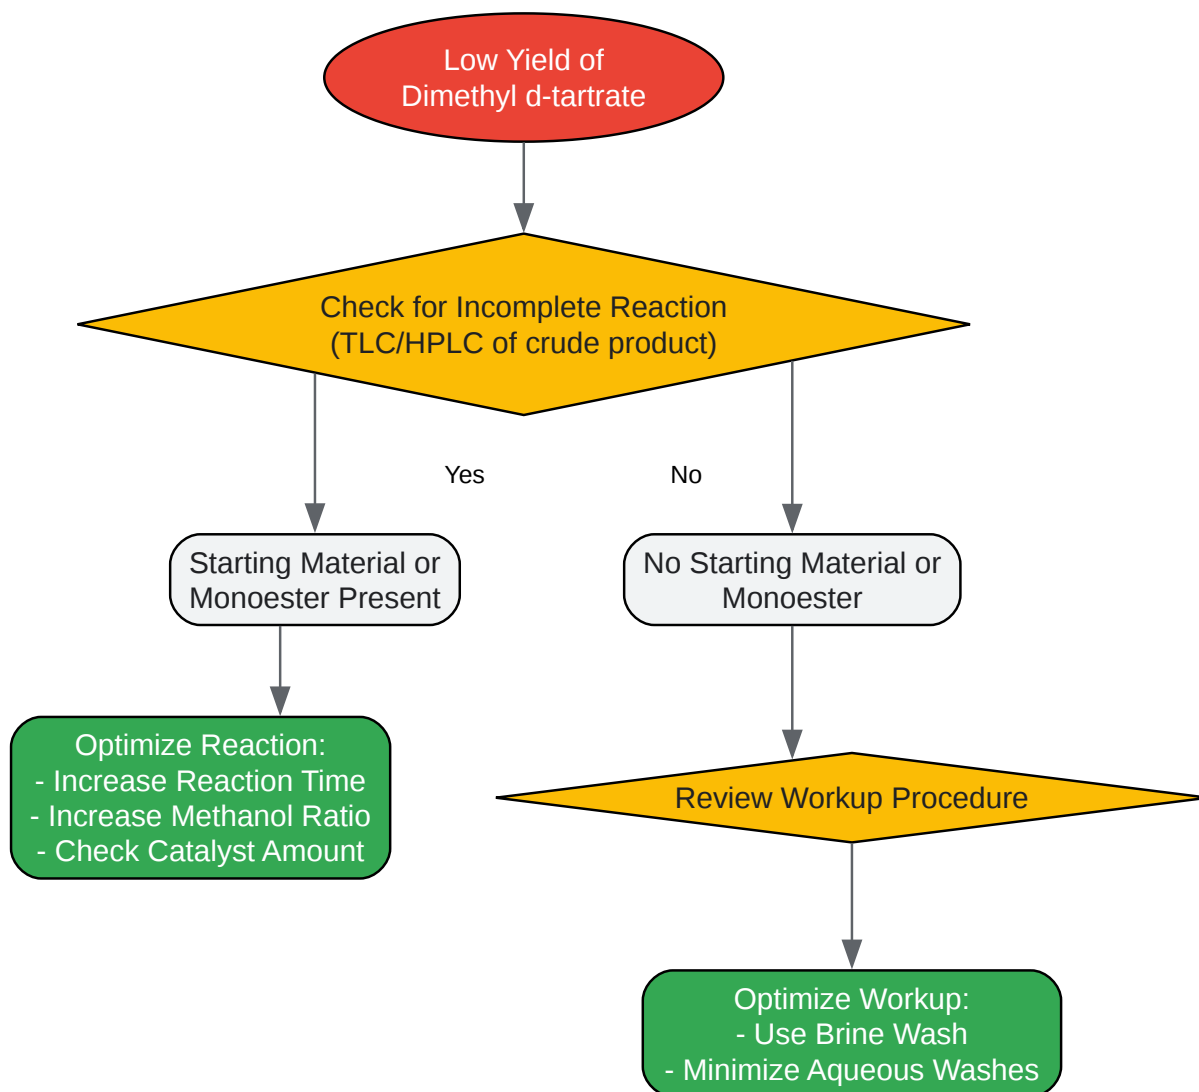 Low Yield of
Dimethyl d-tartrate
Check for Incomplete Reaction
(TLC/HPLC of crude product)
Yes
No
Starting Material or
Monoester Present
No Starting Material or
Monoester
Optimize Reaction:
- Increase Reaction Time
- Increase Methanol Ratio
- Check Catalyst Amount
Review Workup Procedure
Optimize Workup:
- Use Brine Wash
- Minimize Aqueous Washes